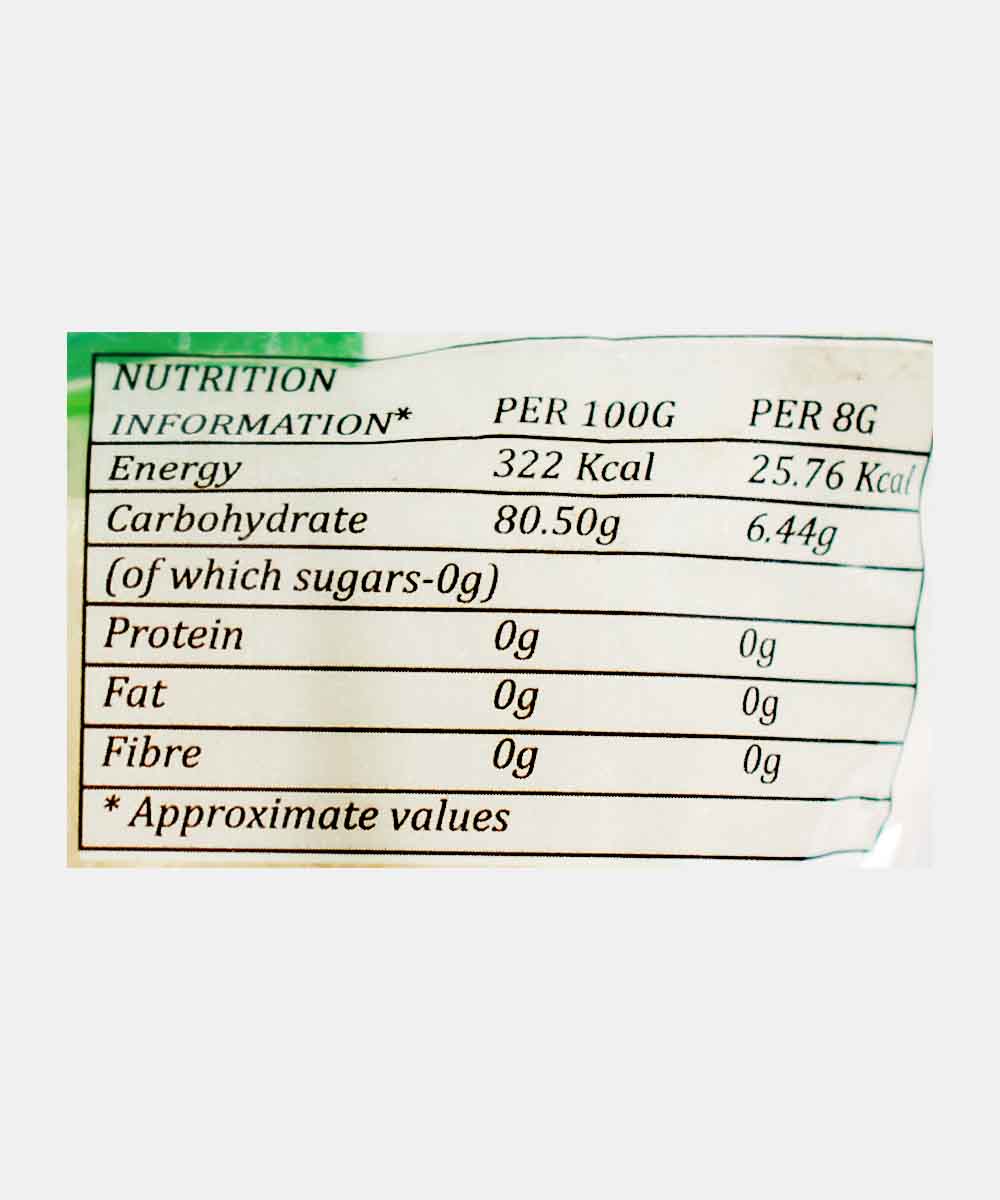 NUTRITION
INFORMATION* PER 100G PER 8G
Energy 322 Kcal 25.76 Kcal
Carbohydrate 80.50g 6.44g
(of which sugars-0g)
Protein 0g 0g
Fat 0g 0g
Fibre 0g 0g
* Approximate values